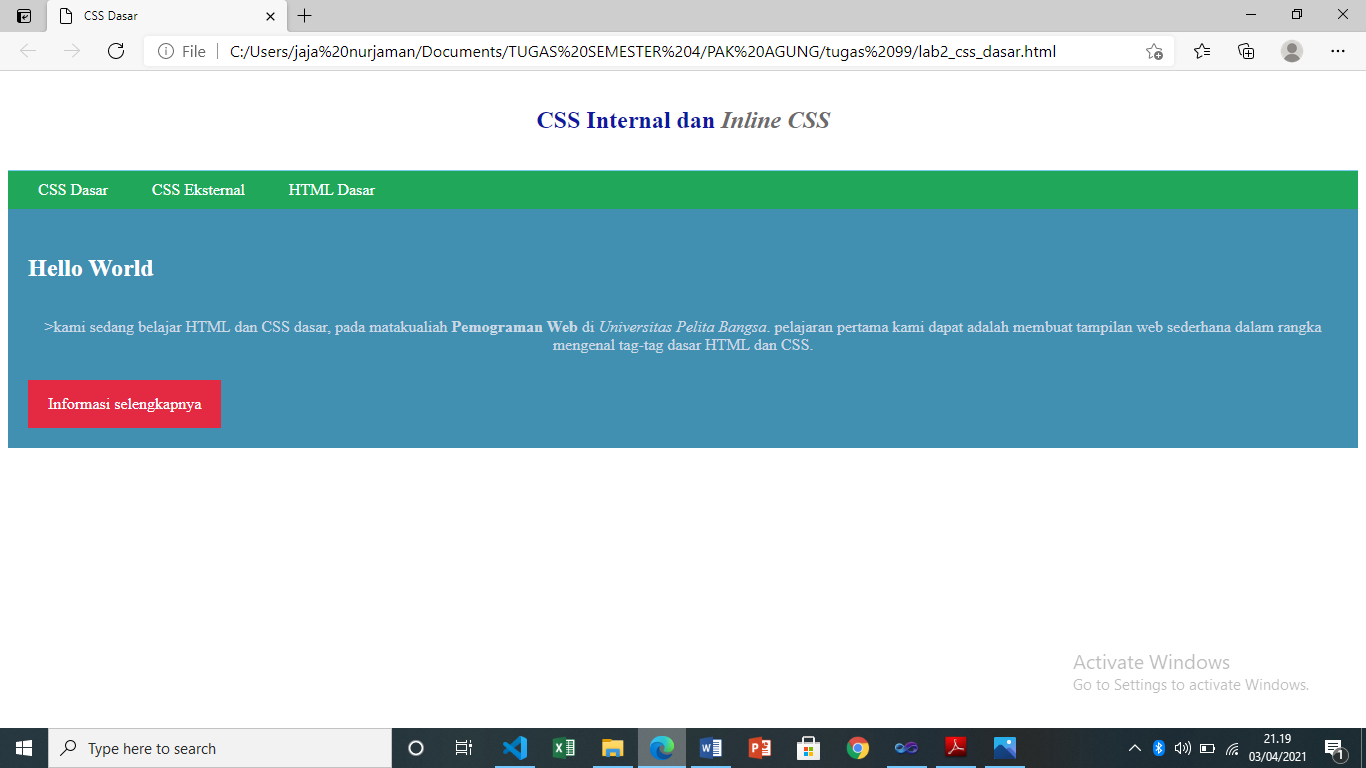 CSS Dasar
File
C:/Users/jaja%20nurjaman/Documents/TUGAS%20SEMESTER%204/PAK%20AGUNG/tugas%2099/lab2_css_dasar.html
CSS Internal dan Inline CSS
CSS Dasar CSS Eksternal HTML Dasar
Hello World
>kami sedang belajar HTML dan CSS dasar, pada matakualiah Pemograman Web di Universitas Pelita Bangsa. pelajaran pertama kami dapat adalah membuat tampilan web sederhana dalam rangka
mengenal tag-tag dasar HTML dan CSS.
Informasi selengkapnya
Activate Windows
Go to Settings to activate Windows.
Type here to search
21.19
03/04/2021
1